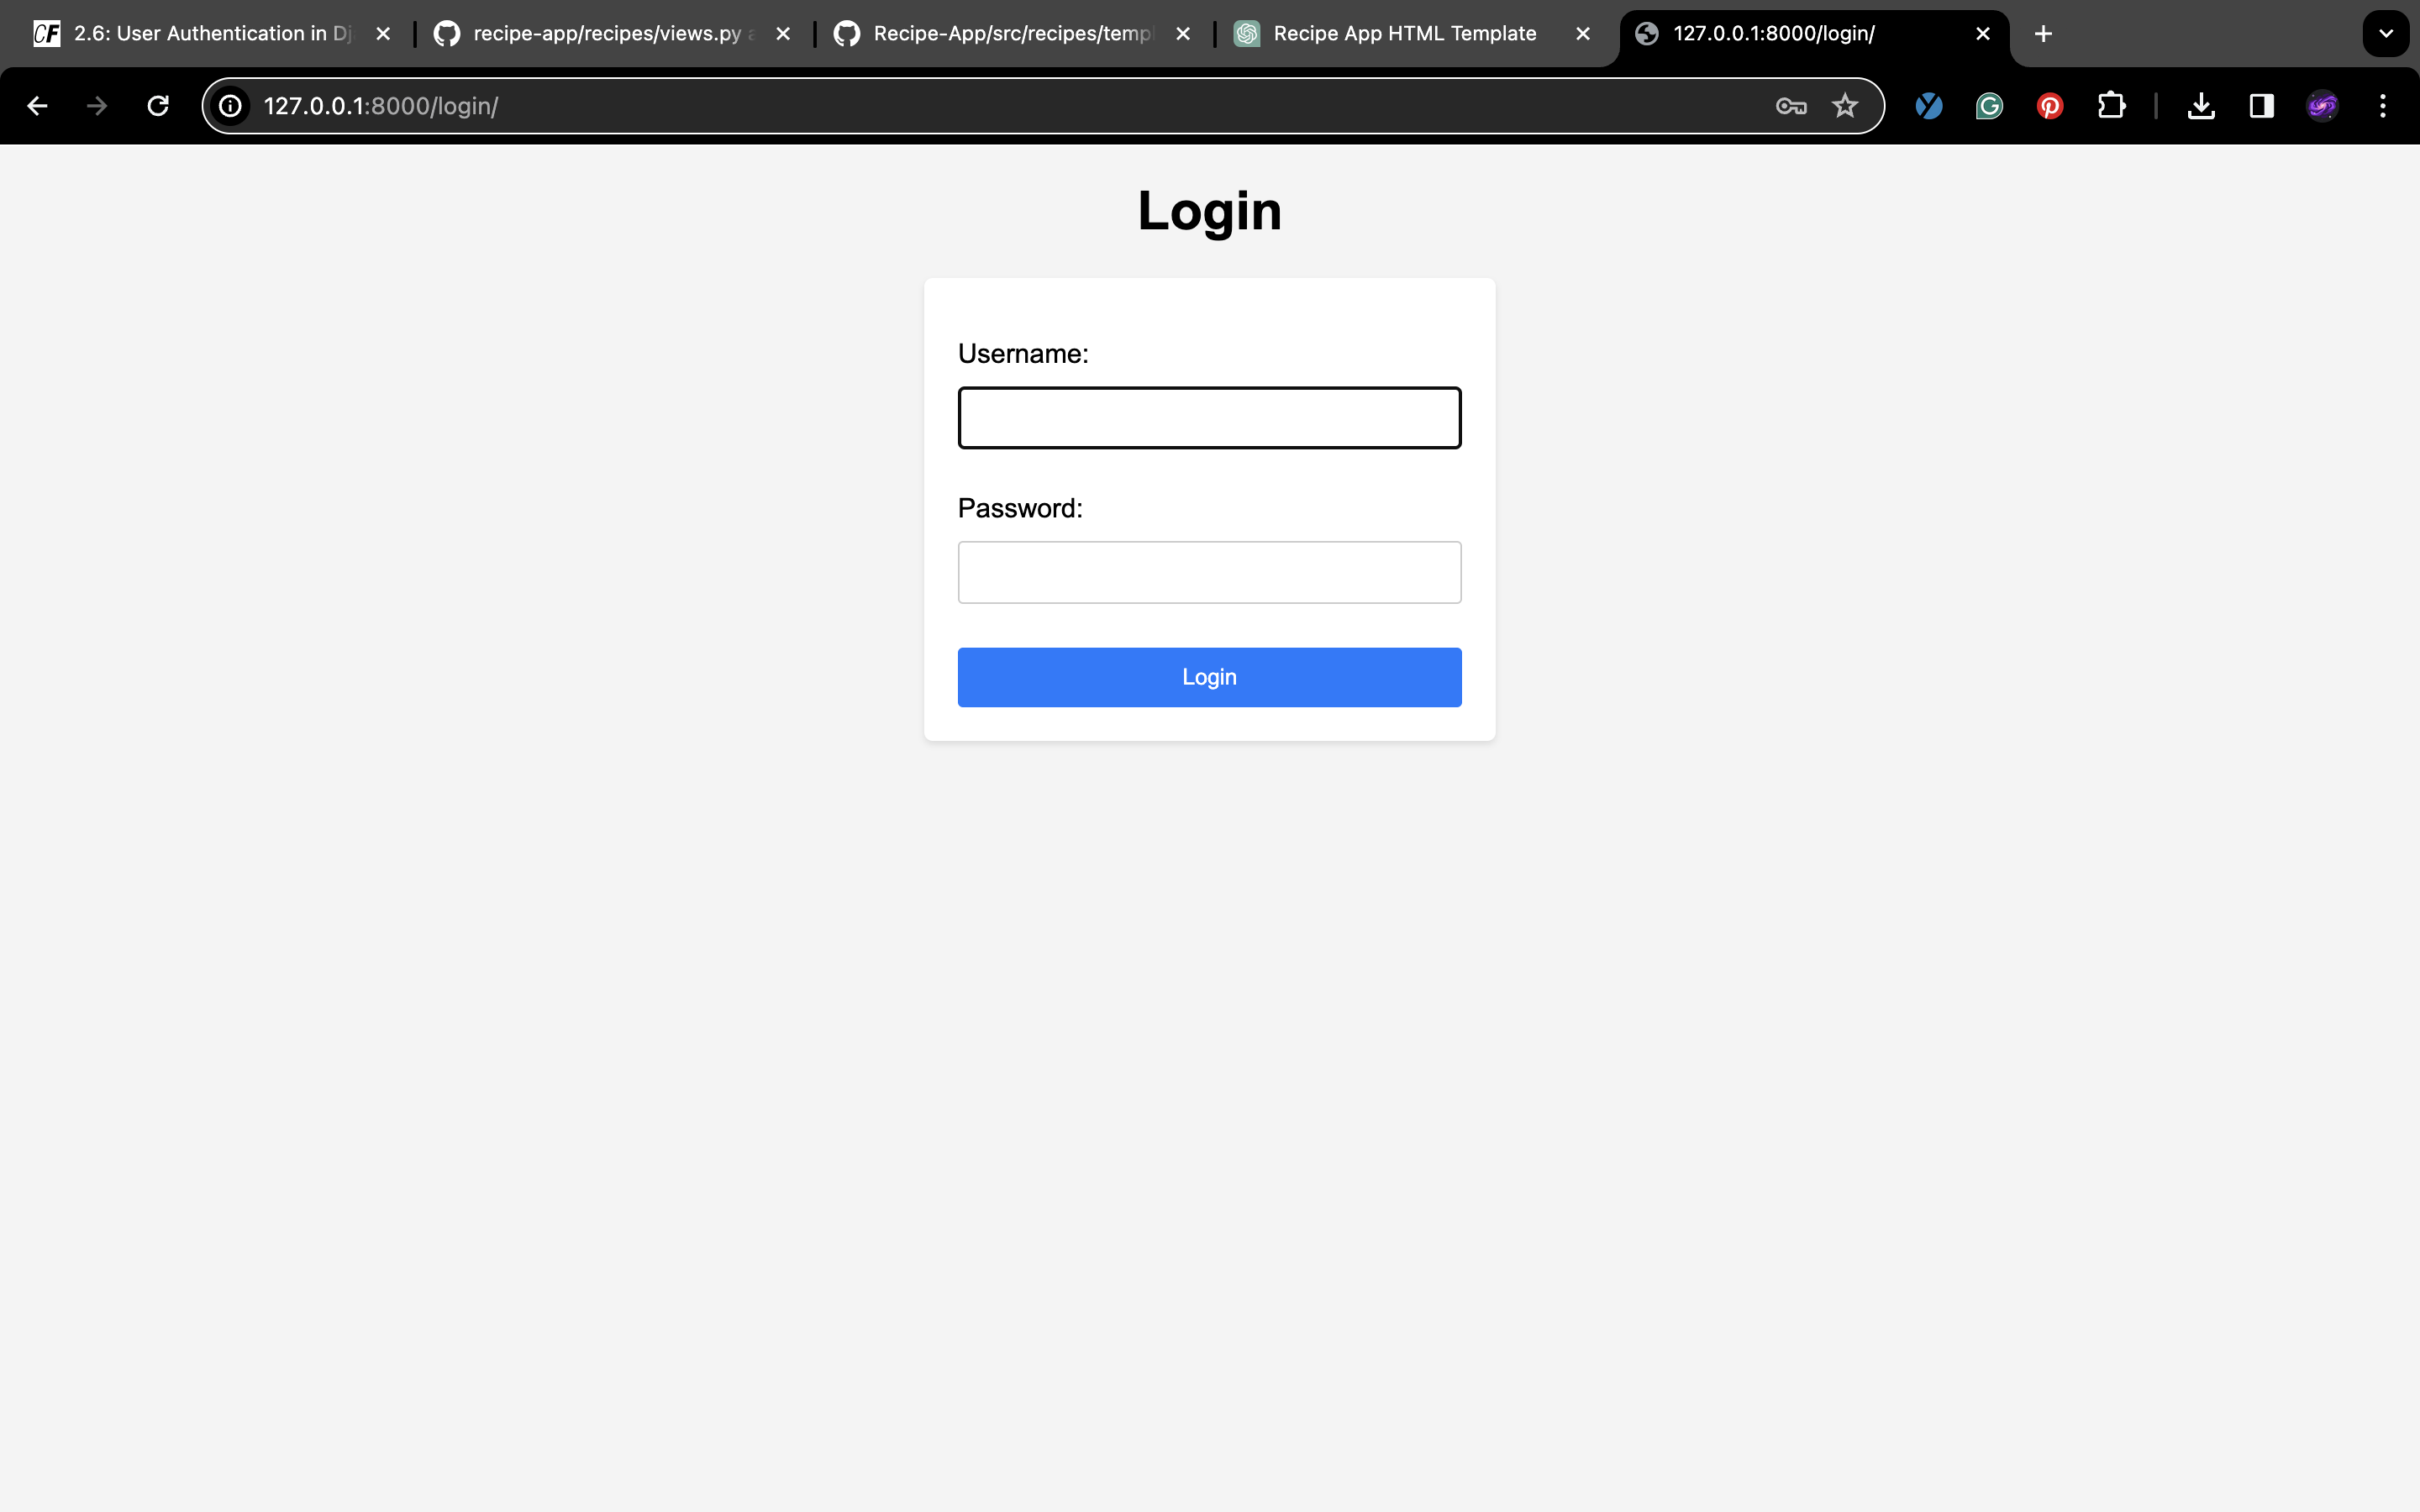 CF 2.6: User Authentication in Dj
recipe-app/recipes/views.py
Recipe-App/src/recipes/templ
Recipe App HTML Template
127.0.0.1:8000/login/
127.0.0.1:8000/login/
Login
Username:
Password:
Login